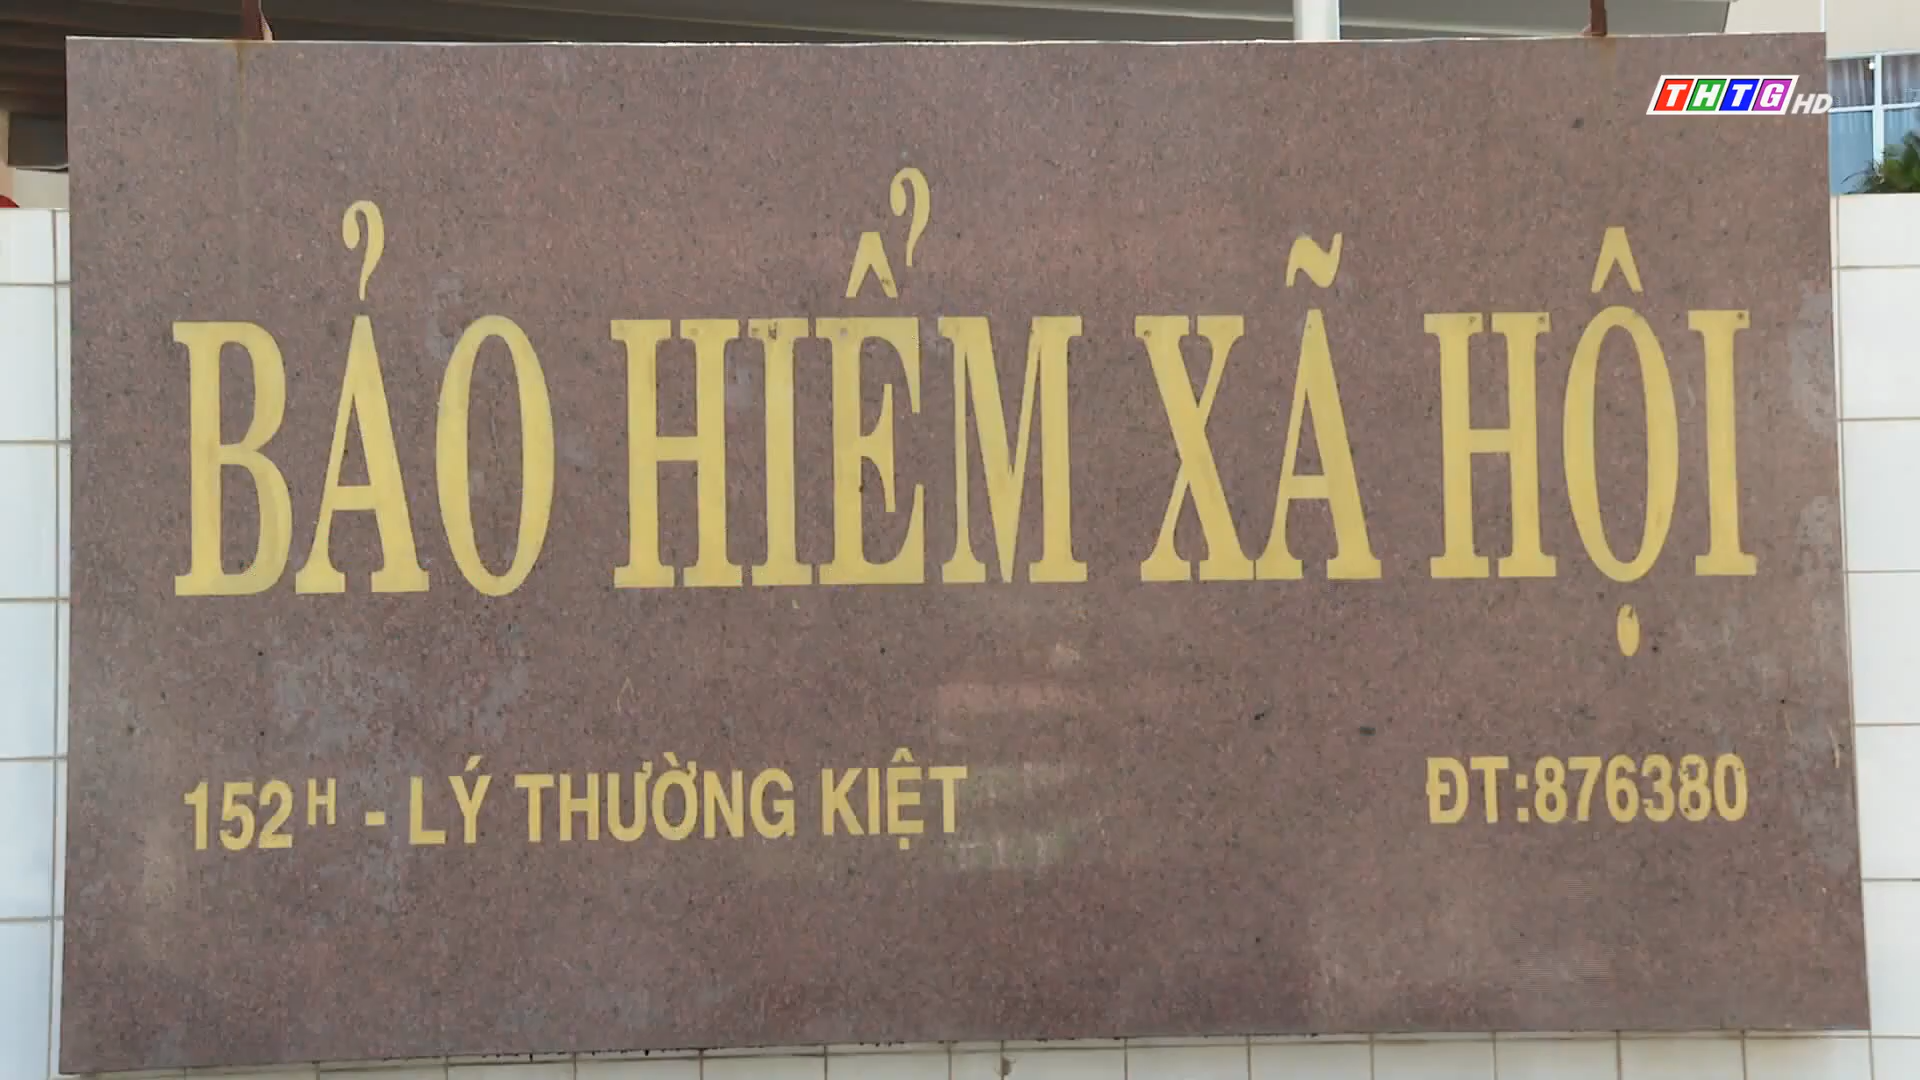 THTG HD
BẢO HIỂM XÃ HỘI
152H - LÝ THƯỜNG KIỆT
ĐT:876380